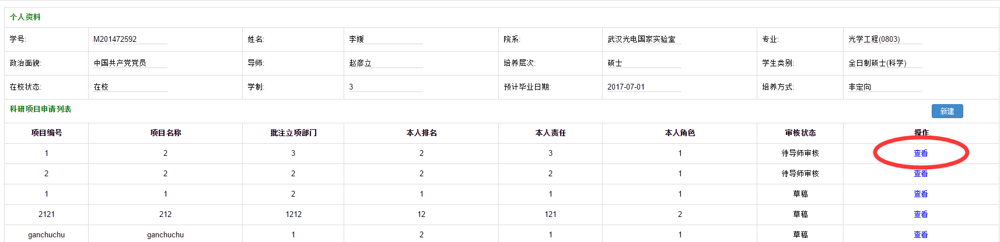 个人资料
学号: M201472592 姓名: 李媛 院系: 武汉光电国家实验室 专业: 光学工程(0803)
政治面貌: 中国共产党党员 导师: 赵彦立 培养层次: 硕士 学生类别: 全日制硕士(科学)
在校状态: 在校 学制: 3 预计毕业日期: 2017-07-01 培养方式: 非定向
科研项目申请列表 新建
项目编号 项目名称 批注立项部门 本人排名 本人责任 本人角色 审核状态 操作
1 2 3 2 3 1 待导师审核 查看
2 2 2 2 2 1 待导师审核 查看
1 1 2 1 1 1 草稿 查看
2121 212 1212 12 121 2 草稿 查看
ganchuchu ganchuchu 1 2 1 1 草稿 查看